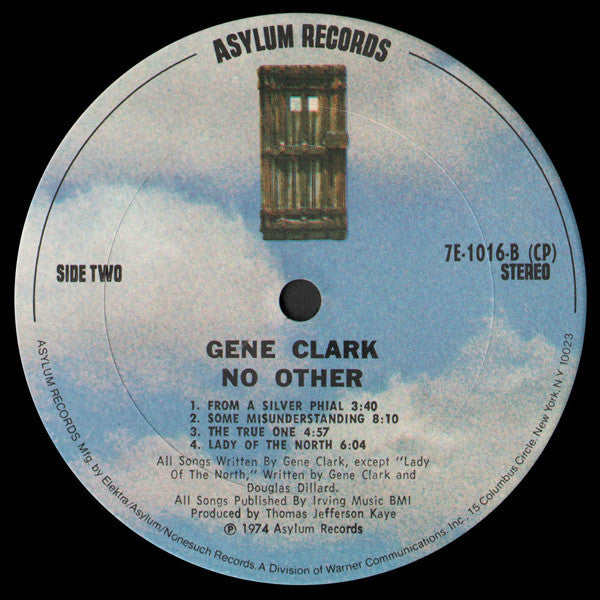 ASYLUM RECORDS
7E-1016-B (CP)
STEREO
SIDE TWO
GENE CLARK
NO OTHER
1. FROM A SILVER PHIAL 3:40
2. SOME MISUNDERSTANDING 8:10
3. THE TRUE ONE 4:57
4. LADY OF THE NORTH 6:04
All Songs Written By Gene Clark, except "Lady
Of The North," Written by Gene Clark and
Douglas Dillard.
All Songs Published By Irving Music BMI
Produced by Thomas Jefferson Kaye
Ⓟ 1974 Asylum Records
ASYLUM RECORDS Mfg. by Elektra/Asylum/Nonesuch Records. A Division of Warner Communications, Inc., 15 Columbus Circle. New York, N.Y. 10023